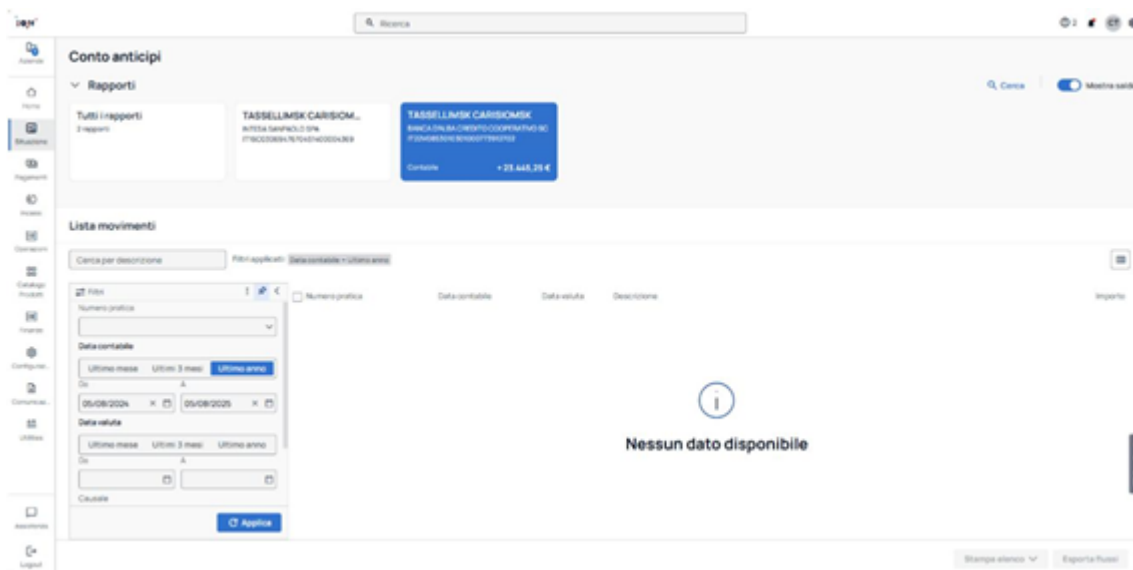 Ricerca
2
CT
Aziende
Conto anticipi
Rapporti
Cerca
Mostra saldi
Home
Tutti i rapporti
2 rapporti
TASSELLIMSK CARISIOM...
INTESA SANPAOLO SPA
TASSELLIMSK CARISIOMSK
BANCA D'ALBA CREDITO COOPERATIVO SC
Contabile
+ 23.445,25 €
Situazione
Pagamenti
Incassi
Lista movimenti
Operazioni
Cerca per descrizione
Filtri applicati:
Data contabile = Ultimo anno
Catalogo
Prodotti
Filtri
Numero pratica
Data contabile
Data valuta
Descrizione
Importo
Numero pratica
Finanza
Data contabile
Configuraz...
Ultimo mese
Ultimi 3 mesi
Ultimo anno
Da
A
05/08/2024
05/08/2025
Comunicaz...
Data valuta
Utilities
Ultimo mese
Ultimi 3 mesi
Ultimo anno
Da
A
Nessun dato disponibile
Causale
Applica
Assistenza
Logout
Stampa elenco
Esporta flussi